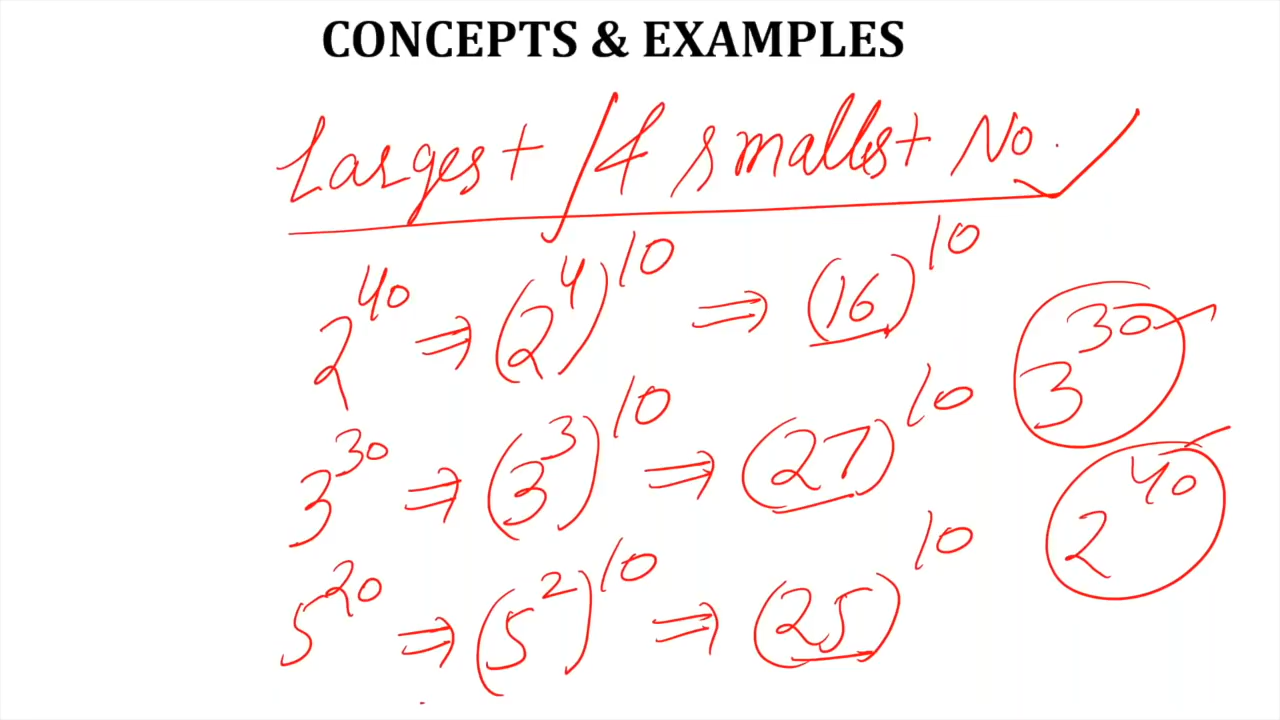 CONCEPTS & EXAMPLES
Largest / & smallest No. ✓
2^40 ⇒ (2^4)^10 ⇒ (16)^10
3^30
3^30 ⇒ (3^3)^10 ⇒ (27)^10
2^40
5^20 ⇒ (5^2)^10 ⇒ (25)^10